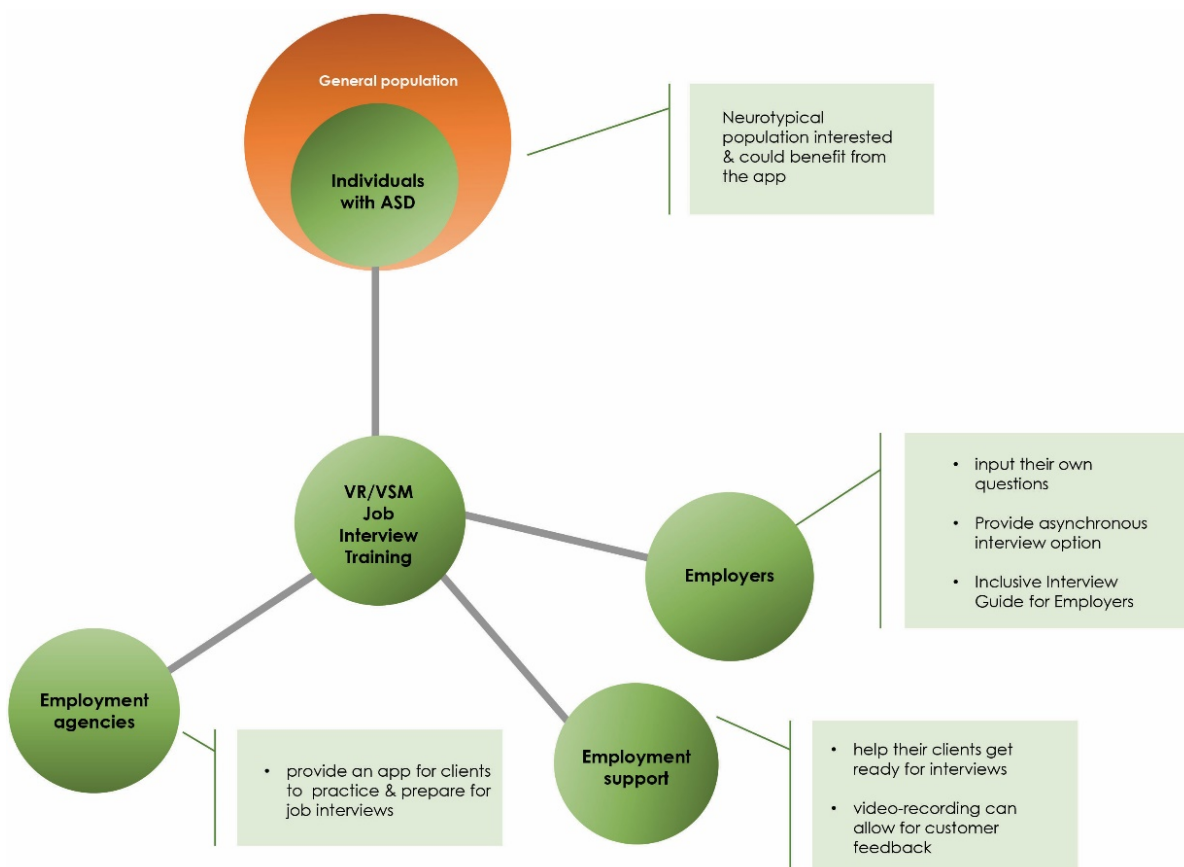 General population
Individuals
with ASD
Neurotypical
population interested
& could benefit from
the app
VR/VSM
Job
Interview
Training
Employers
• input their own
questions
• Provide asynchronous
interview option
• Inclusive Interview
Guide for Employers
Employment
agencies
• provide an app for clients
to practice & prepare for
job interviews
Employment
support
• help their clients get
ready for interviews
• video-recording can
allow for customer
feedback